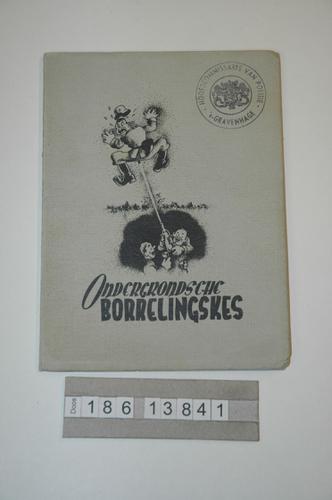 HOOFDCOMMISSARIS VAN POLITIE
's-GRAVENHAGE
ONDERGRONDSCHE
BORRELINGSKES
Doos 186 13841